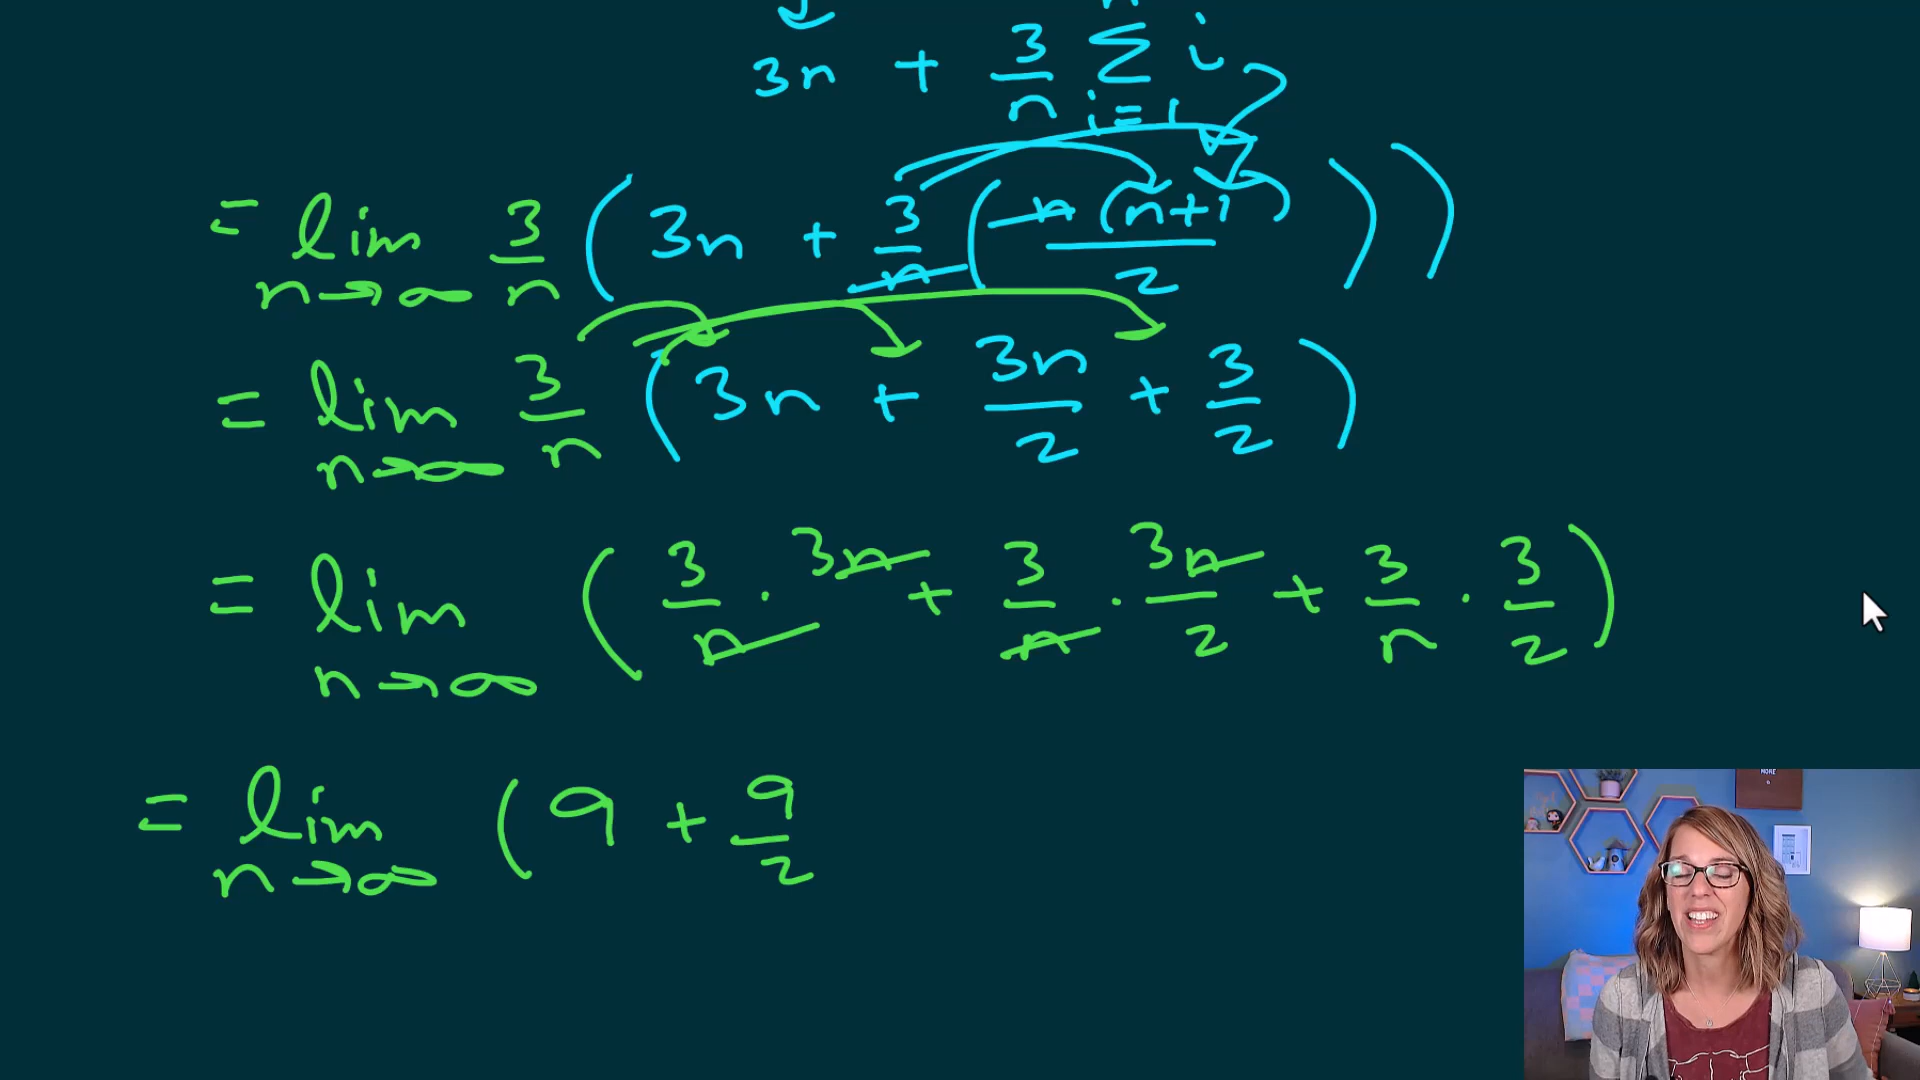 3n + 3/n Σ i=1 i
= lim n→∞ 3/n (3n + 3/n (n(n+1)/2))
= lim n→∞ 3/n (3n + 3n/2 + 3/2)
= lim n→∞ (3/n · 3n + 3/n · 3n/2 + 3/n · 3/2)
= lim n→∞ (9 + 9/2